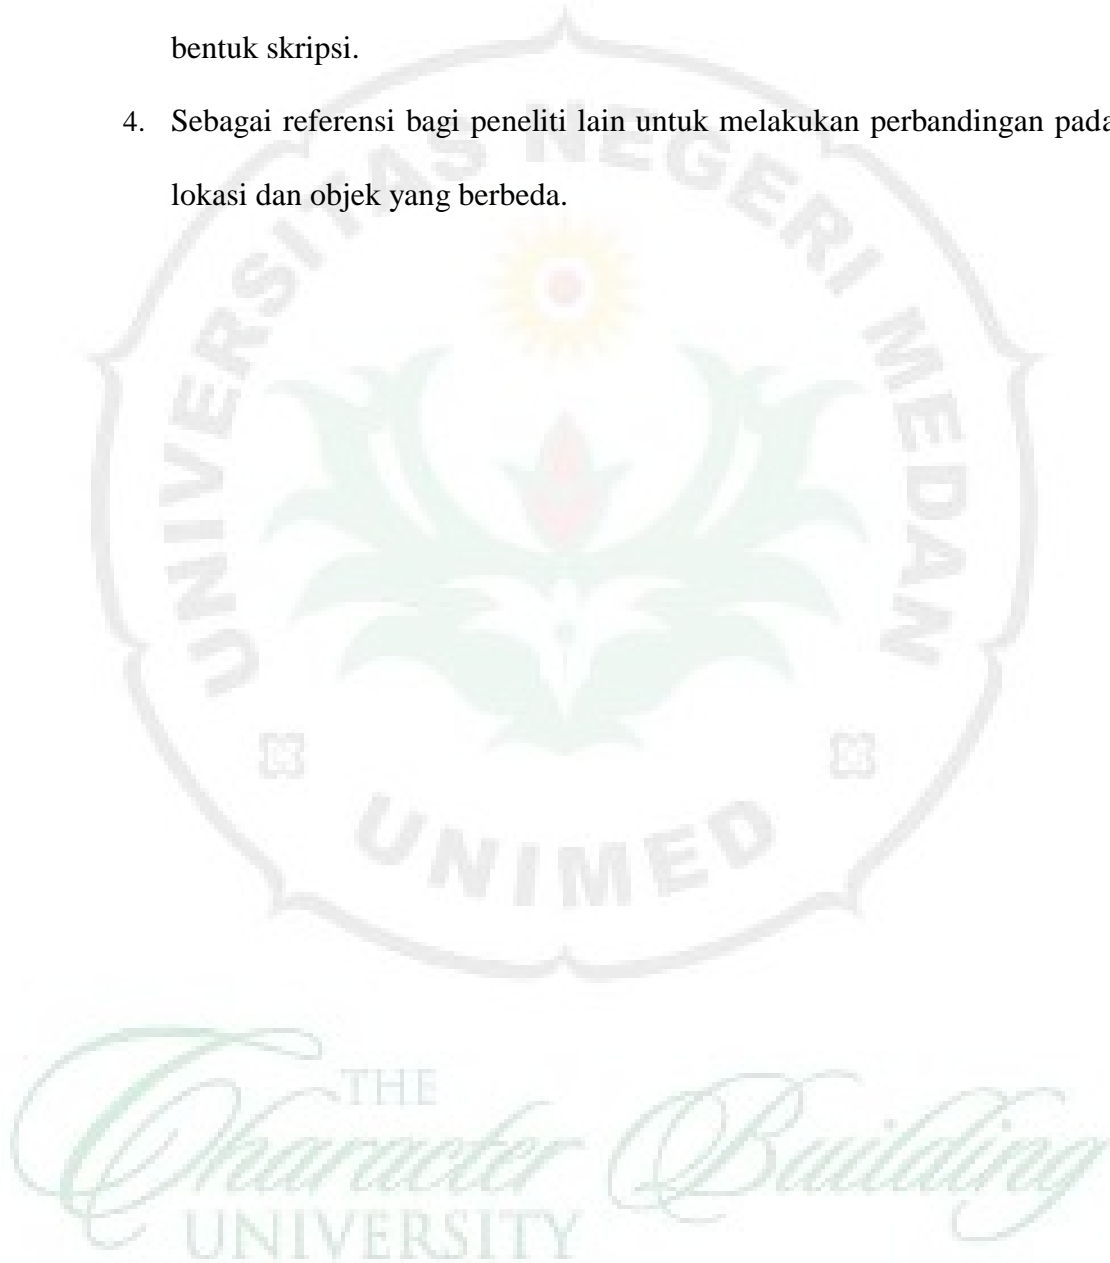 bentuk skripsi.
4. Sebagai referensi bagi peneliti lain untuk melakukan perbandingan pada
lokasi dan objek yang berbeda.
UNIVERSITAS NEGERI MEDAN
UNIMED
THE
Character Building
UNIVERSITY